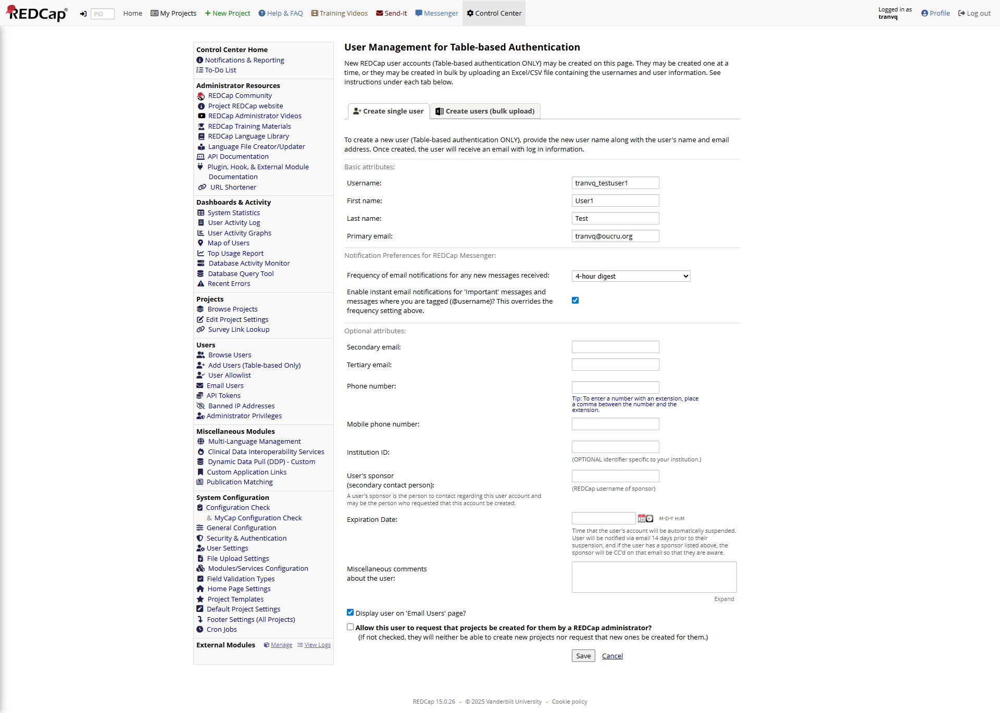 REDCap®
PID
Home
My Projects
New Project
Help & FAQ
Training Videos
Send-It
Messenger
Control Center
Logged in as
tranvq
Profile
Log out
Control Center Home
Notifications & Reporting
To-Do List
Administrator Resources
REDCap Community
Project REDCap website
REDCap Administrator Videos
REDCap Training Materials
REDCap Language Library
Language File Creator/Updater
API Documentation
Plugin, Hook, & External Module
Documentation
URL Shortener
Dashboards & Activity
System Statistics
User Activity Log
User Activity Graphs
Map of Users
Top Usage Report
Database Activity Monitor
Database Query Tool
Recent Errors
Projects
Browse Projects
Edit Project Settings
Survey Link Lookup
Users
Browse Users
Add Users (Table-based Only)
User Allowlist
Email Users
API Tokens
Banned IP Addresses
Administrator Privileges
Miscellaneous Modules
Multi-Language Management
Clinical Data Interoperability Services
Dynamic Data Pull (DDP) - Custom
Custom Application Links
Publication Matching
System Configuration
Configuration Check
& MyCap Configuration Check
General Configuration
Security & Authentication
User Settings
File Upload Settings
Modules/Services Configuration
Field Validation Types
Home Page Settings
Project Templates
Default Project Settings
Footer Settings (All Projects)
Cron Jobs
External Modules
Manage
View Logs
User Management for Table-based Authentication
New REDCap user accounts (Table-based authentication ONLY) may be created on this page. They may be created one at a
time, or they may be created in bulk by uploading an Excel/CSV file containing the usernames and user information. See
instructions under each tab below.
Create single user
Create users (bulk upload)
To create a new user (Table-based authentication ONLY), provide the new user name along with the user's name and email
address. Once created, the user will receive an email with log in information.
Basic attributes:
Username:
tranvq_testuser1
First name:
User1
Last name:
Test
Primary email:
tranvq@oucru.org
Notification Preferences for REDCap Messenger:
Frequency of email notifications for any new messages received:
4-hour digest
Enable instant email notifications for 'Important' messages and
messages where you are tagged (@username)? This overrides the
frequency setting above.
Optional attributes:
Secondary email:
Tertiary email:
Phone number:
Tip: To enter a number with an extension, place
a comma between the number and the
extension.
Mobile phone number:
Institution ID:
(OPTIONAL identifier specific to your institution.)
User's sponsor
(secondary contact person):
A user's sponsor is the person to contact regarding this user account and
may be the person who requested that this account be created.
(REDCap username of sponsor)
Expiration Date:
31
M-D-Y H:M
Time that the user's account will be automatically suspended.
User will be notified via email 14 days prior to their
suspension, and if the user has a sponsor listed above, the
sponsor will be CC'd on that email so that they are aware.
Miscellaneous comments
about the user:
Expand
Display user on 'Email Users' page?
Allow this user to request that projects be created for them by a REDCap administrator?
(If not checked, they will neither be able to create new projects nor request that new ones be created for them.)
Save
Cancel
REDCap 15.0.26 - © 2025 Vanderbilt University - Cookie policy